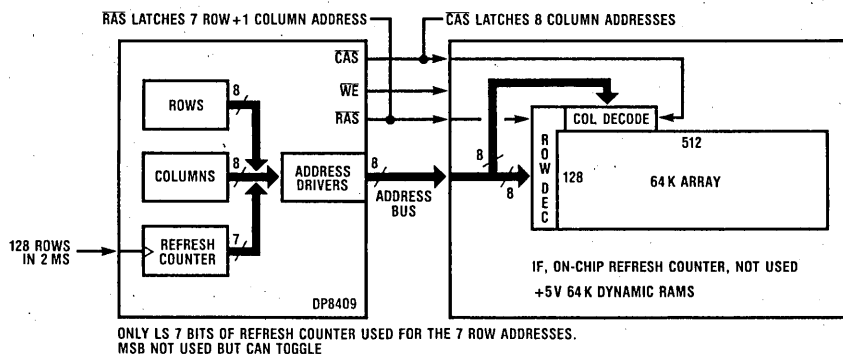 RAS LATCHES 7 ROW+1 COLUMN ADDRESS
CAS LATCHES 8 COLUMN ADDRESSES
CAS
WE
RAS
ROWS
8
COLUMNS
8
REFRESH
COUNTER
7
128 ROWS
IN 2 MS
ADDRESS
DRIVERS
8
ADDRESS
BUS
DP8409
8
8
COL DECODE
ROW DEC
512
128
64K ARRAY
IF, ON-CHIP REFRESH COUNTER, NOT USED
+5V 64K DYNAMIC RAMS
ONLY LS 7 BITS OF REFRESH COUNTER USED FOR THE 7 ROW ADDRESSES.
MSB NOT USED BUT CAN TOGGLE